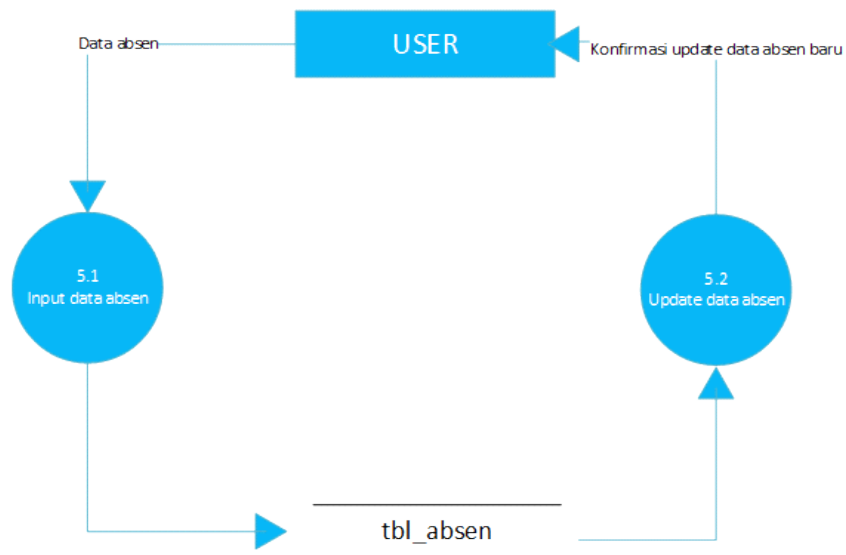 USER
Data absen
Konfirmasi update data absen baru
5.1
Input data absen
5.2
Update data absen
tbl_absen